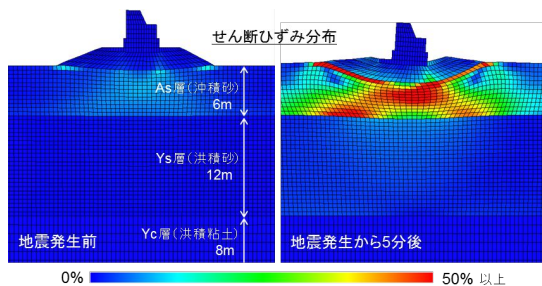 せん断ひずみ分布
As層(沖積砂)
6m
Ys層(洪積砂)
12m
Yc層(洪積粘土)
8m
地震発生前
地震発生から5分後
0%
50% 以上